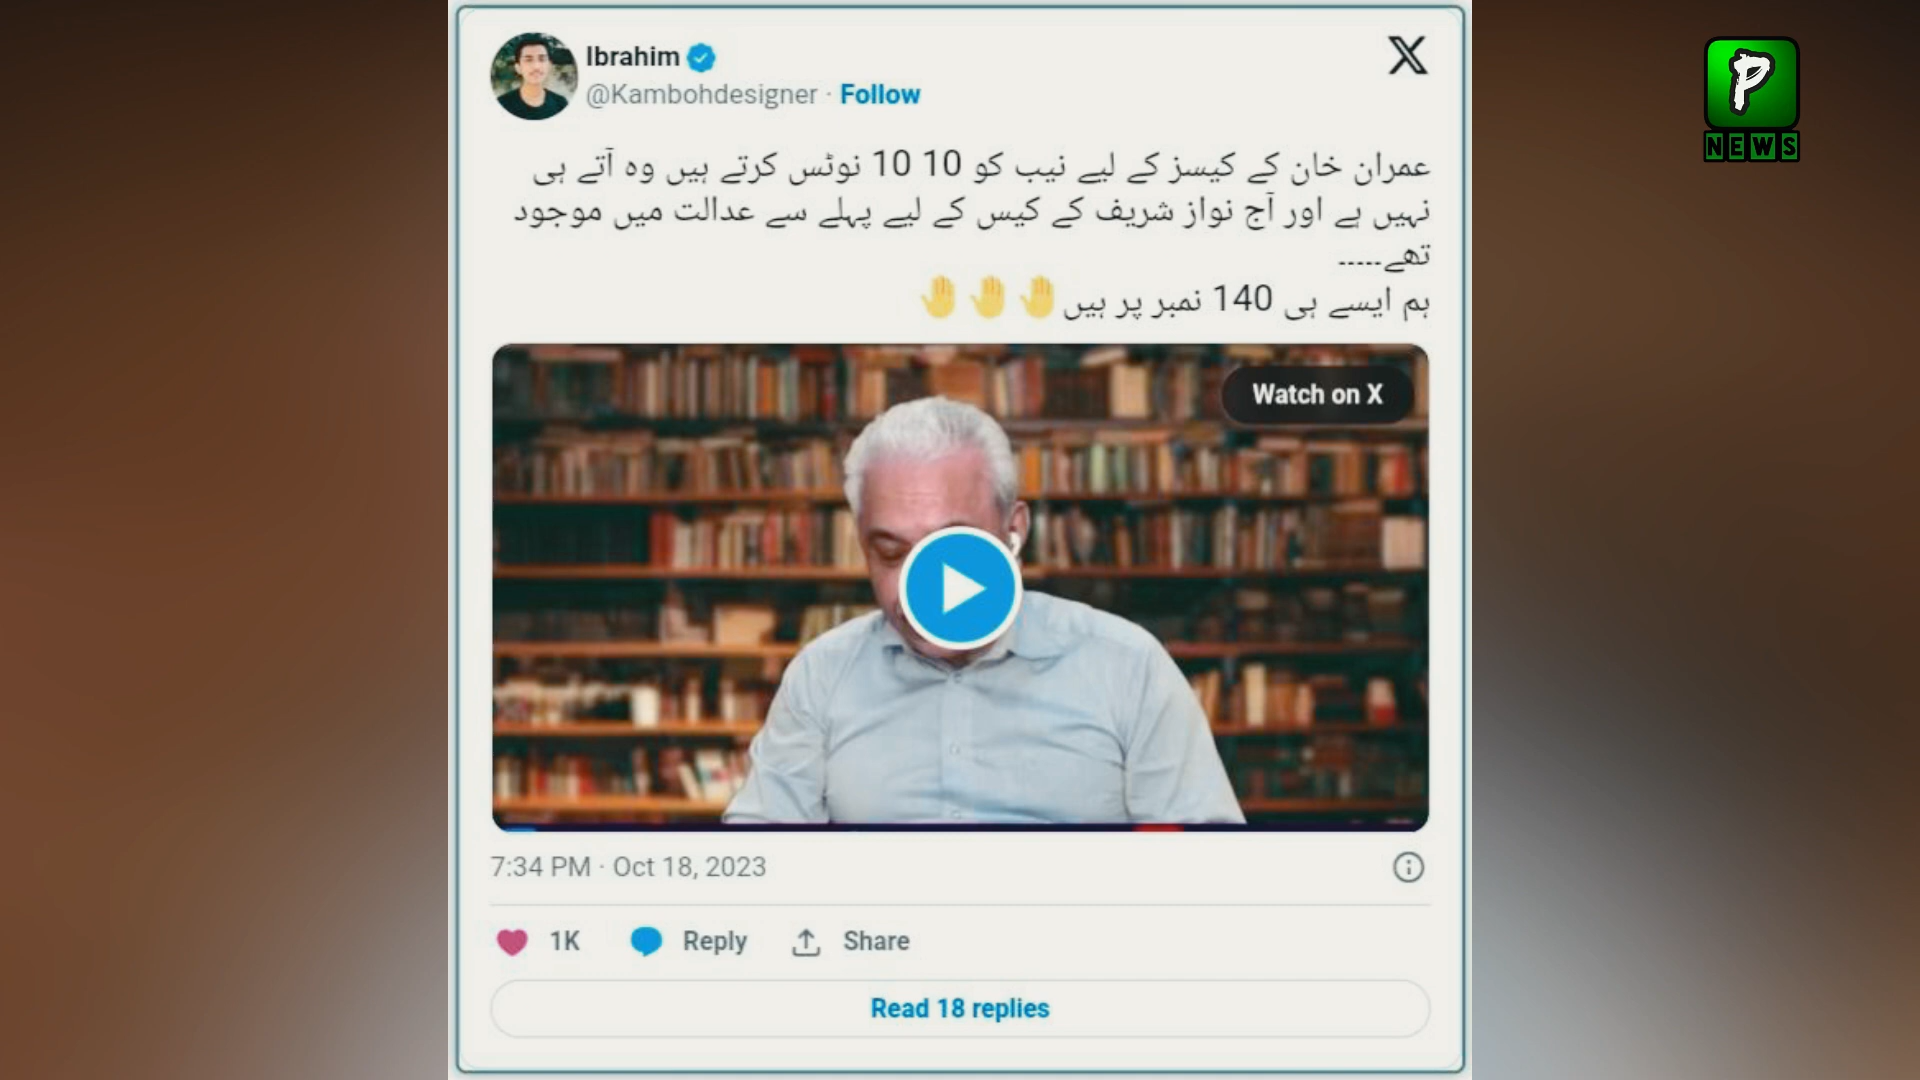 Ibrahim
@Kambohdesigner · Follow
P
NEWS
عمران خان کے کیسز کے لیے نیب کو 10 10 نوٹس کرتے ہیں وہ آتے ہی
نہیں ہے اور آج نواز شریف کے کیس کے لیے پہلے سے عدالت میں موجود
تھے-----
ہم ایسے ہی 140 نمبر پر ہیں🤚🤚🤚
Watch on X
7:34 PM · Oct 18, 2023
1K Reply Share
Read 18 replies